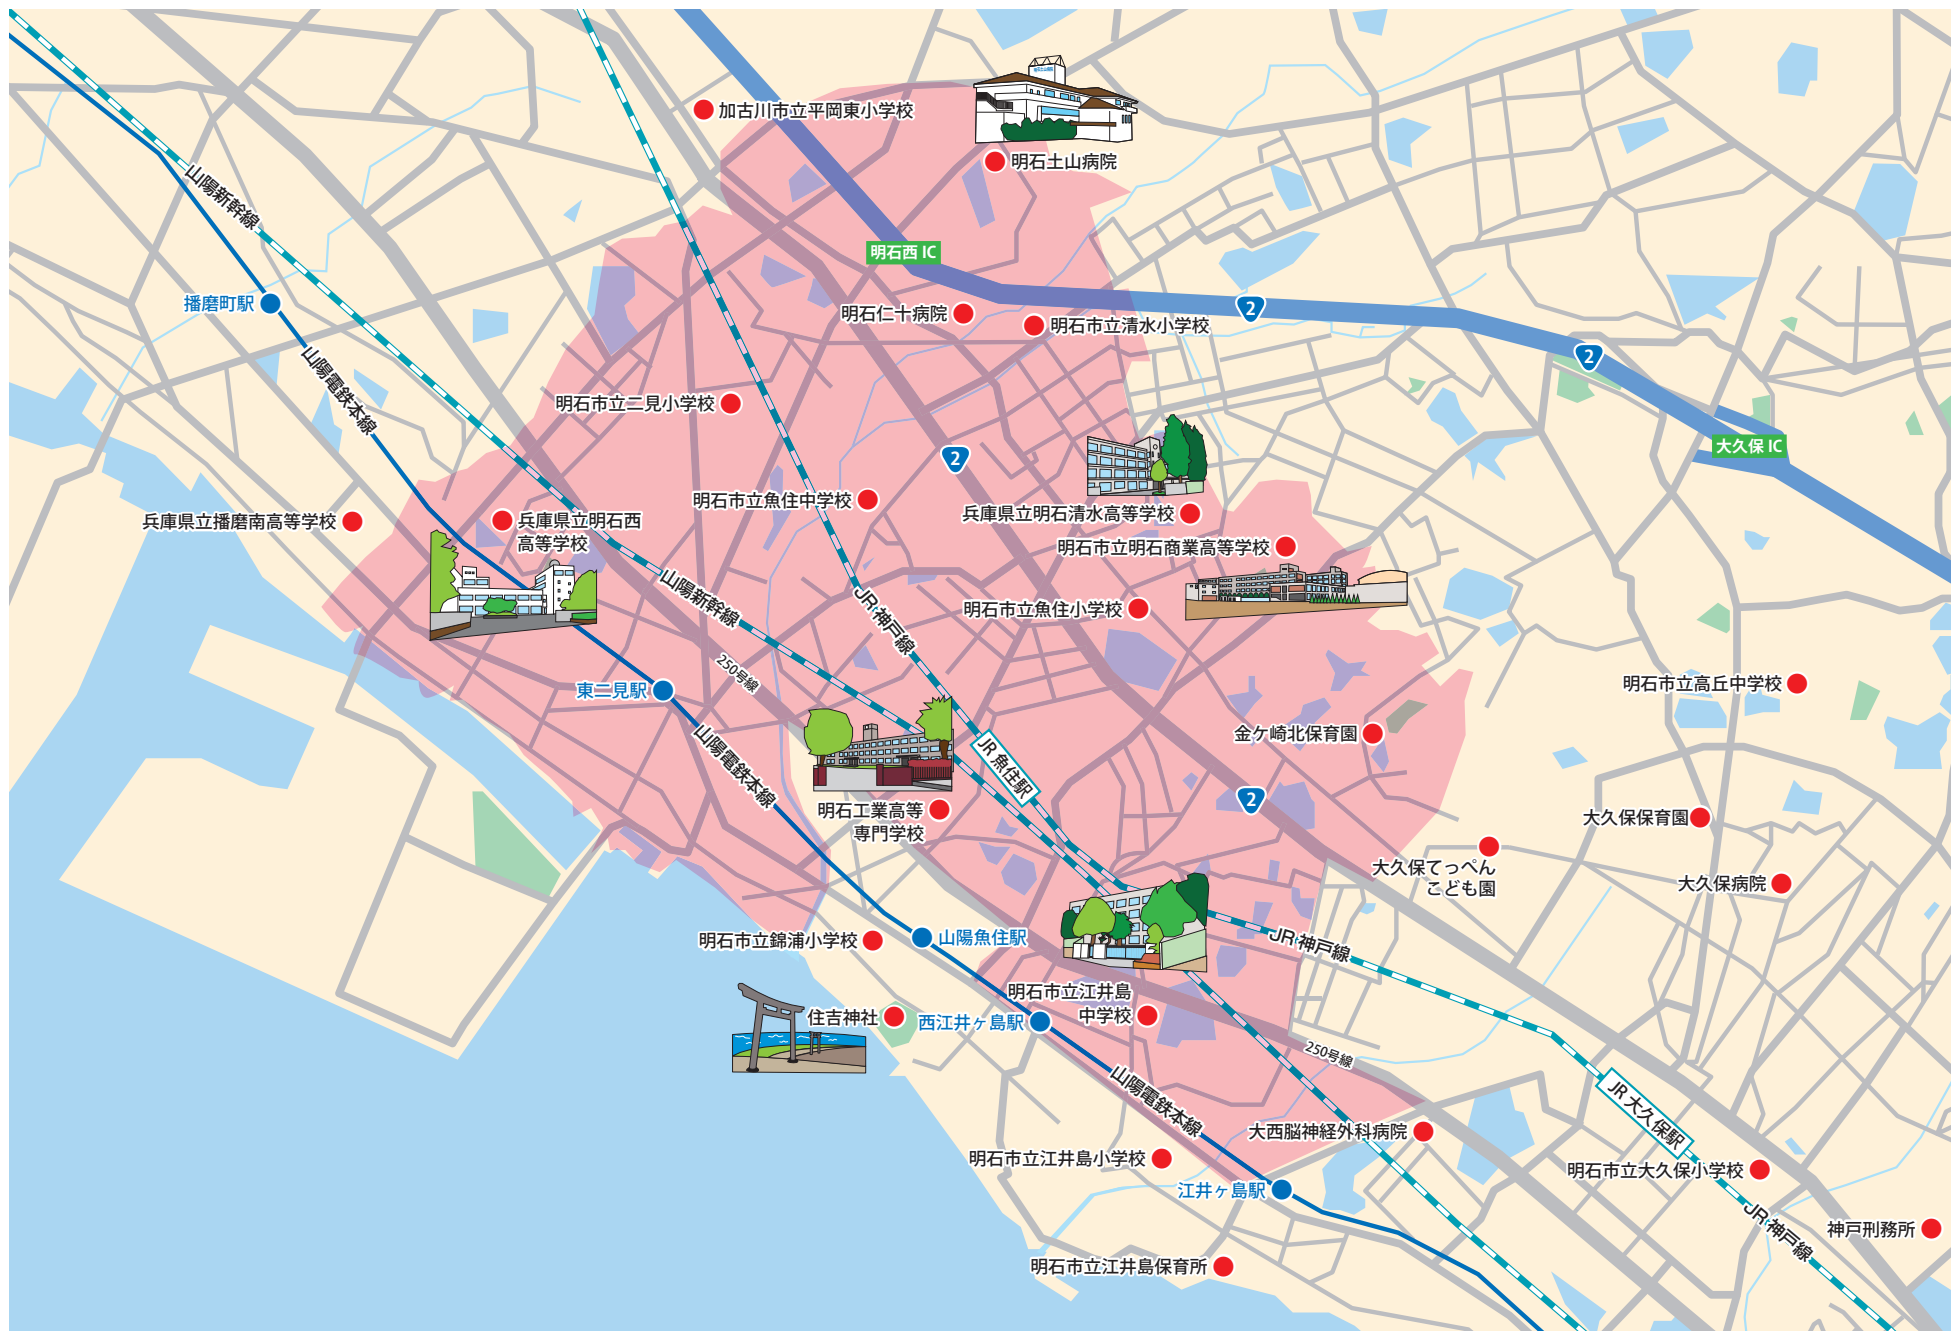 加古川市立平岡東小学校
明石土山病院
山陽新幹線
明石西 IC
播磨町駅
明石仁十病院
2
明石市立清水小学校
2
山陽電鉄本線
明石市立二見小学校
大久保 IC
2
明石市立魚住中学校
兵庫県立明石清水高等学校
兵庫県立播磨南高等学校
兵庫県立明石西
高等学校
明石市立明石商業高等学校
山陽新幹線
JR 神戸線
明石市立魚住小学校
250号線
東二見駅
明石市立高丘中学校
金ケ崎北保育園
山陽電鉄本線
JR 魚住駅
2
明石工業高等
専門学校
大久保保育園
大久保てっぺん
こども園
大久保病院
明石市立錦浦小学校
山陽魚住駅
JR 神戸線
明石市立江井島
中学校
住吉神社
西江井ヶ島駅
250号線
山陽電鉄本線
JR 大久保駅
大西脳神経外科病院
明石市立江井島小学校
明石市立大久保小学校
江井ヶ島駅
JR 神戸線
神戸刑務所
明石市立江井島保育所